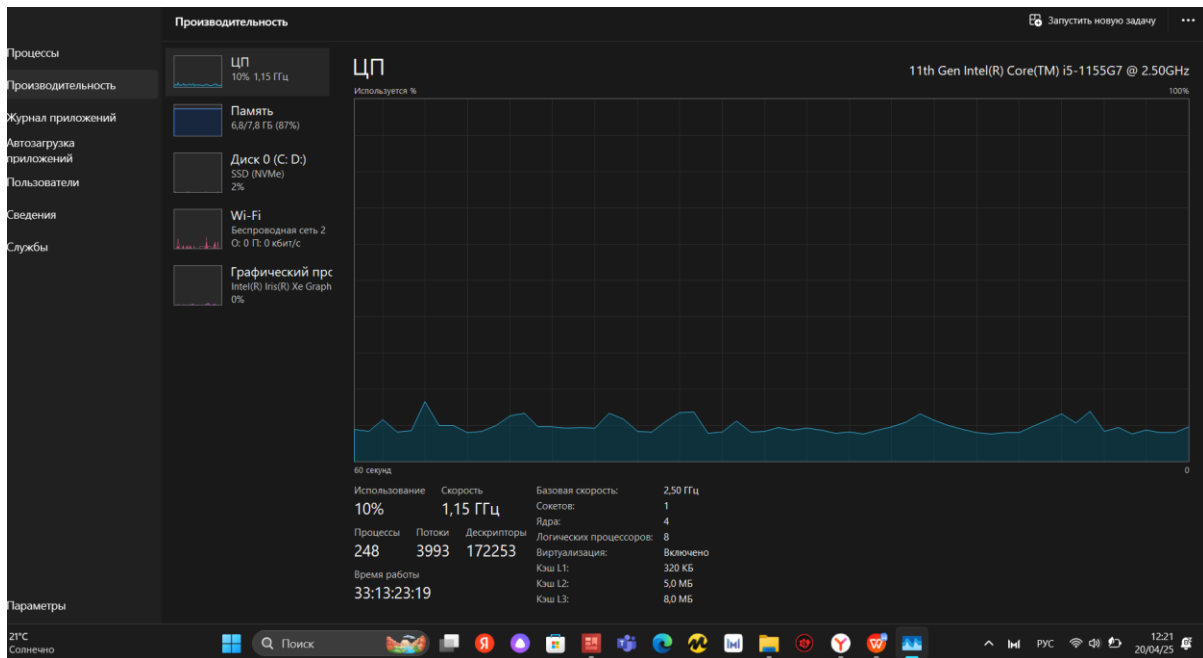 Производительность
Запустить новую задачу
Процессы
Производительность
Журнал приложений
Автозагрузка
приложений
Пользователи
Сведения
Службы
Параметры
ЦП
10% 1,15 ГГц
Память
6,8/7,8 ГБ (87%)
Диск 0 (C: D:)
SSD (NVMe)
2%
Wi-Fi
Беспроводная сеть 2
О: 0 П: 0 кбит/с
Графический прс
Intel(R) Iris(R) Xe Graph
0%
ЦП
11th Gen Intel(R) Core(TM) i5-1155G7 @ 2.50GHz
Используется %
100%
60 секунд
0
Использование
10%
Скорость
1,15 ГГц
Процессы
248
Потоки
3993
Дескрипторы
172253
Время работы
33:13:23:19
Базовая скорость: 2,50 ГГц
Сокетов: 1
Ядра: 4
Логических процессоров: 8
Виртуализация: Включено
Кэш L1: 320 КБ
Кэш L2: 5,0 МБ
Кэш L3: 8,0 МБ
21°C
Солнечно
Поиск
РУС
12:21
20/04/25